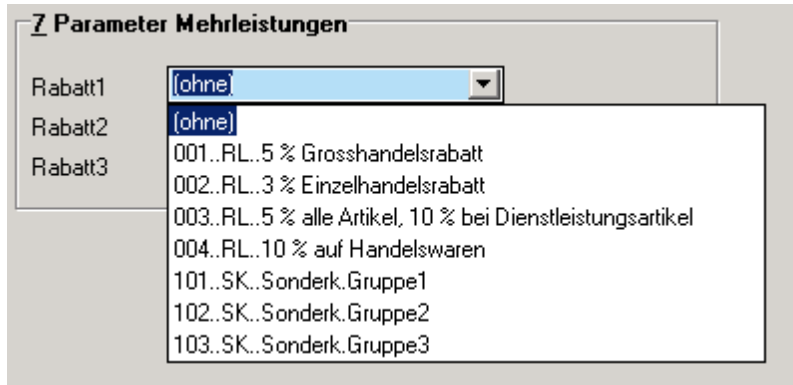 7 Parameter Mehrleistungen
Rabatt1 (ohne)
Rabatt2 (ohne)
001..RL..5 % Grosshandelsrabatt
Rabatt3 002..RL..3 % Einzelhandelsrabatt
003..RL..5 % alle Artikel, 10 % bei Dienstleistungsartikel
004..RL..10 % auf Handelswaren
101..SK..Sonderk.Gruppe1
102..SK..Sonderk.Gruppe2
103..SK..Sonderk.Gruppe3